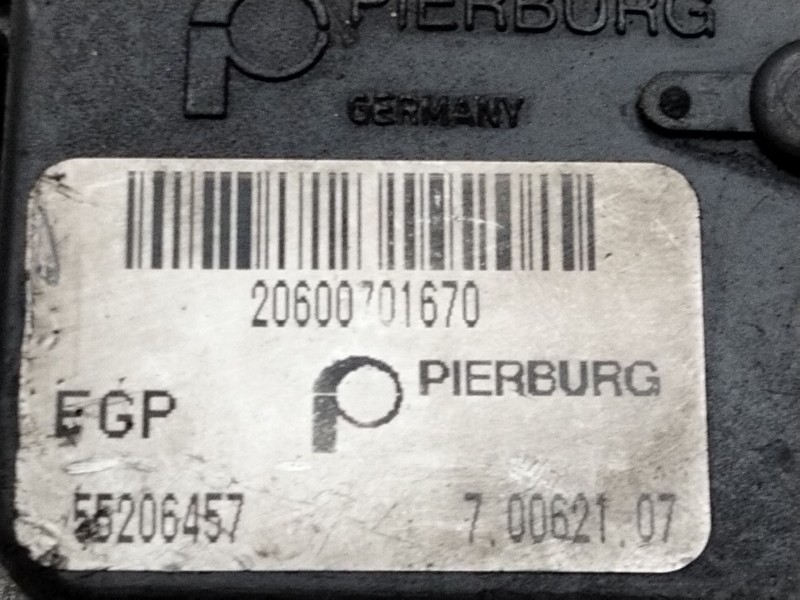 PIERBURG
GERMANY
20600701670
PIERBURG
EGP
55206457
7.00621.07